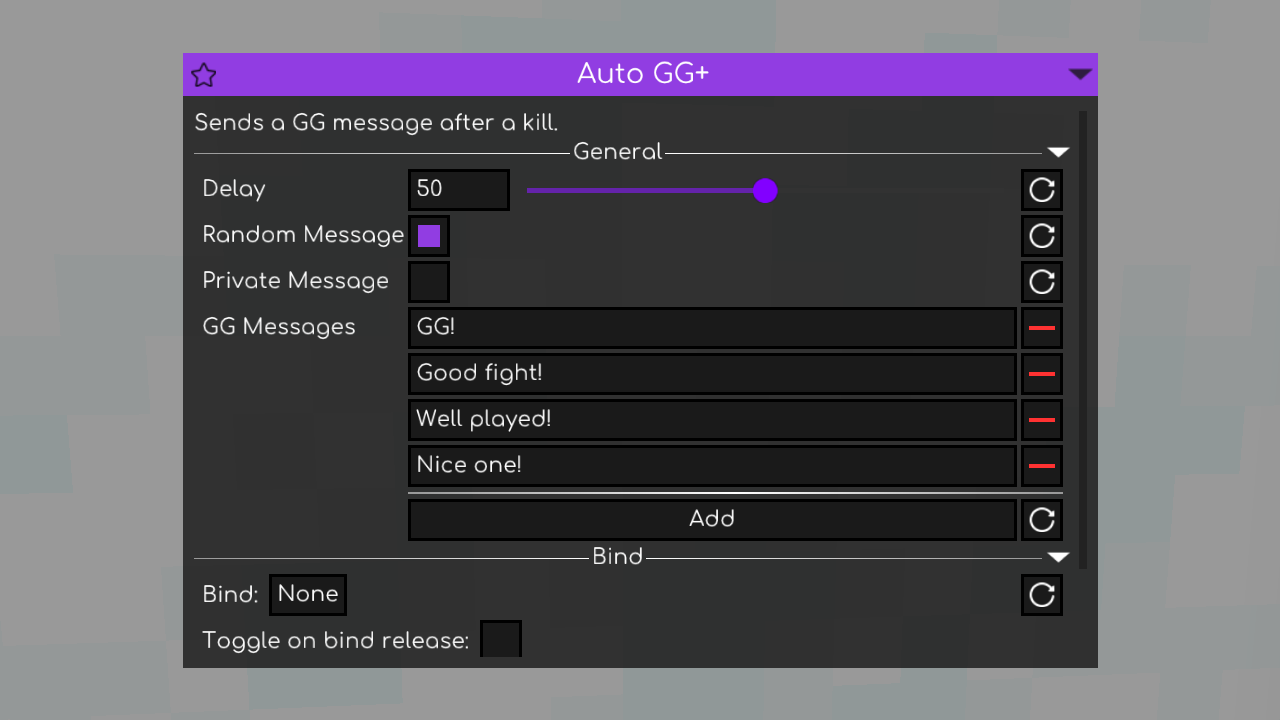 Auto GG+
Sends a GG message after a kill.
General
Delay 50
Random Message
Private Message
GG Messages GG!
Good fight!
Well played!
Nice one!
Add
Bind
Bind: None
Toggle on bind release: